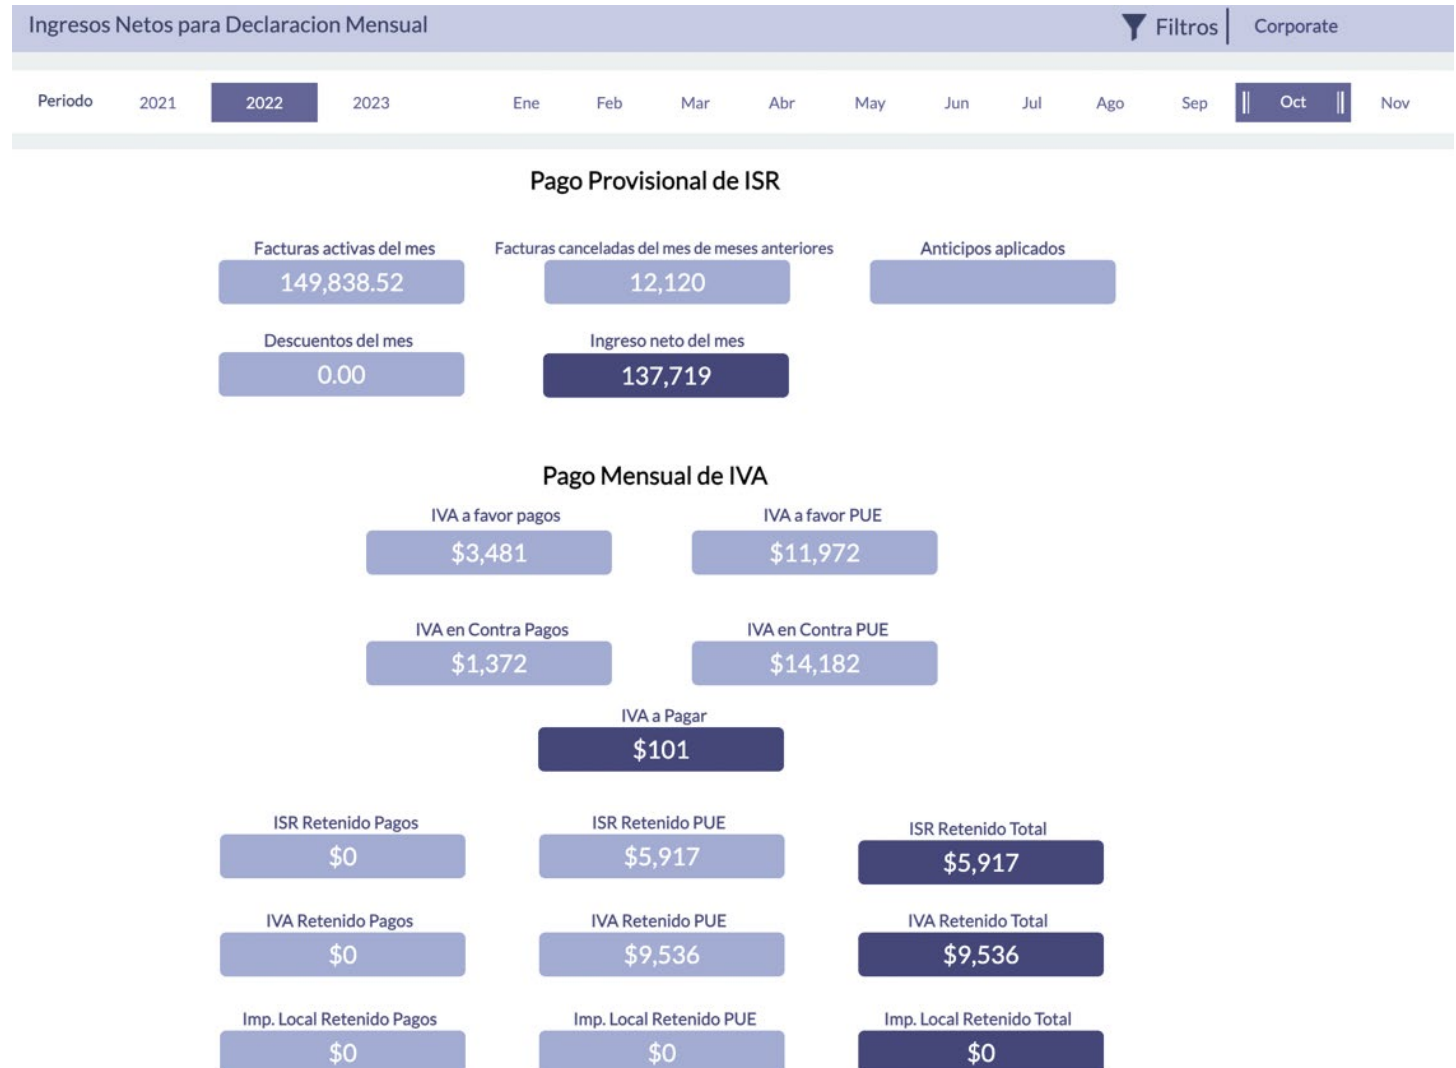 Ingresos Netos para Declaracion Mensual Filtros Corporate
Periodo 2021 2022 2023 Ene Feb Mar Abr May Jun Jul Ago Sep Oct Nov
Pago Provisional de ISR
Facturas activas del mes Facturas canceladas del mes de meses anteriores Anticipos aplicados
149,838.52 12,120
Descuentos del mes Ingreso neto del mes
0.00 137,719
Pago Mensual de IVA
IVA a favor pagos IVA a favor PUE
$3,481 $11,972
IVA en Contra Pagos IVA en Contra PUE
$1,372 $14,182
IVA a Pagar
$101
ISR Retenido Pagos ISR Retenido PUE ISR Retenido Total
$0 $5,917 $5,917
IVA Retenido Pagos IVA Retenido PUE IVA Retenido Total
$0 $9,536 $9,536
Imp. Local Retenido Pagos Imp. Local Retenido PUE Imp. Local Retenido Total
$0 $0 $0